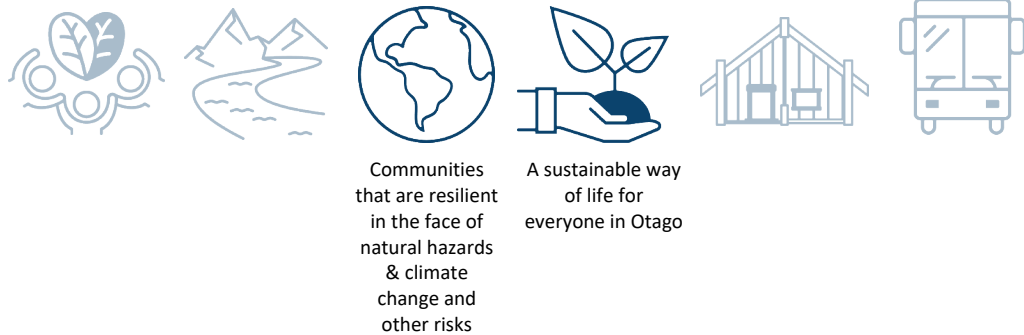 Communities
that are resilient
in the face of
natural hazards
& climate
change and
other risks
A sustainable way
of life for
everyone in Otago